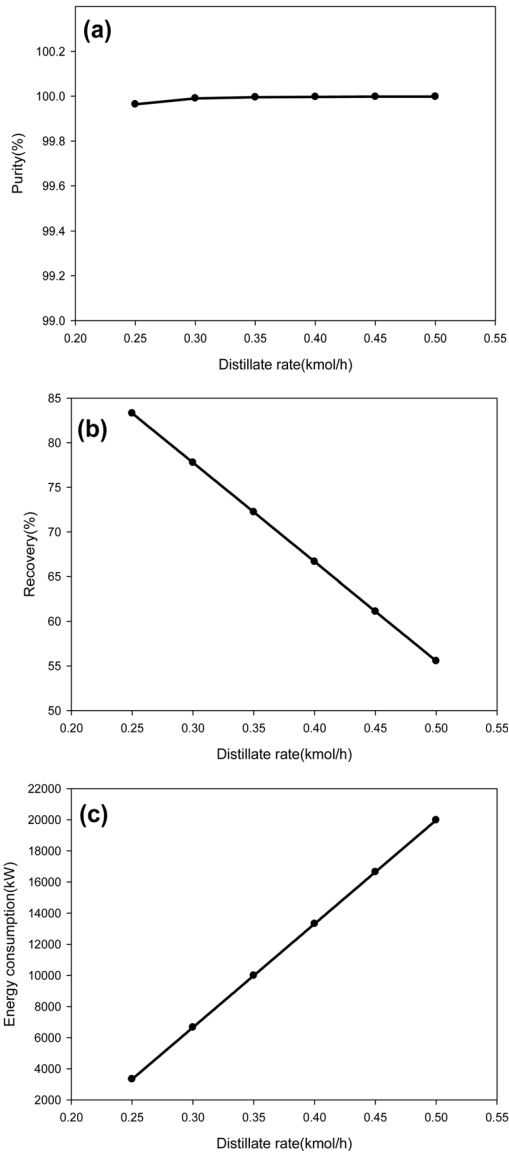 (a)
Purity(%)
100.2
100.0
99.8
99.6
99.4
99.2
99.0
0.20 0.25 0.30 0.35 0.40 0.45 0.50 0.55
Distillate rate(kmol/h)
(b)
Recovery(%)
85
80
75
70
65
60
55
50
0.20 0.25 0.30 0.35 0.40 0.45 0.50 0.55
Distillate rate(kmol/h)
(c)
Energy consumption(kW)
22000
20000
18000
16000
14000
12000
10000
8000
6000
4000
2000
0.20 0.25 0.30 0.35 0.40 0.45 0.50 0.55
Distillate rate(kmol/h)